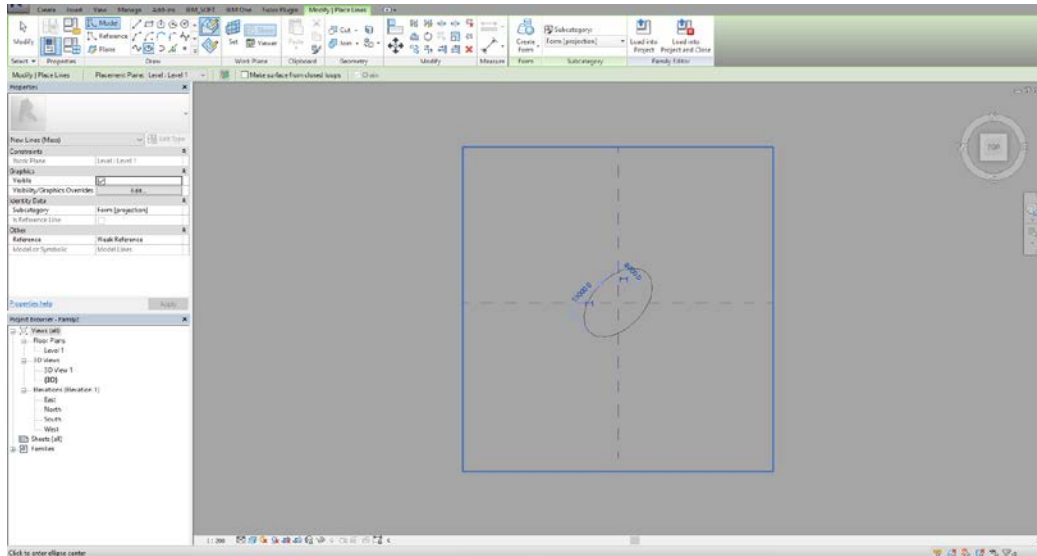 Create Insert View Manage Add-Ins BIM_SOFT BIM One Modify | Place Lines
Modify
Model
Reference
Plane
Set
Show
Viewer
Paste
Cut
Join
Create Form
Subcategory:
Form [projection]
Load into Project
Load into Project and Close
Select Properties Draw Work Plane Clipboard Geometry Modify Measure Form Subcategory Family Editor
Modify | Place Lines Placement Plane: Level : Level 1 Make surface from closed loops Chain
Properties
New Lines (Mass) Edit Type
Constraints
Work Plane Level : Level 1
Graphics
Visible
Visibility/Graphics Overrides Edit...
Identity Data
Subcategory Form [projection]
Is Reference Line
Other
Reference Weak Reference
Model or Symbolic Model Lines
Properties help Apply
Project Browser - Family2
Views (all)
Floor Plans
Level 1
3D Views
3D View 1
{3D}
Elevations (Elevation 1)
East
North
South
West
Sheets (all)
Families
TOP
1 : 200
Click to enter ellipse center